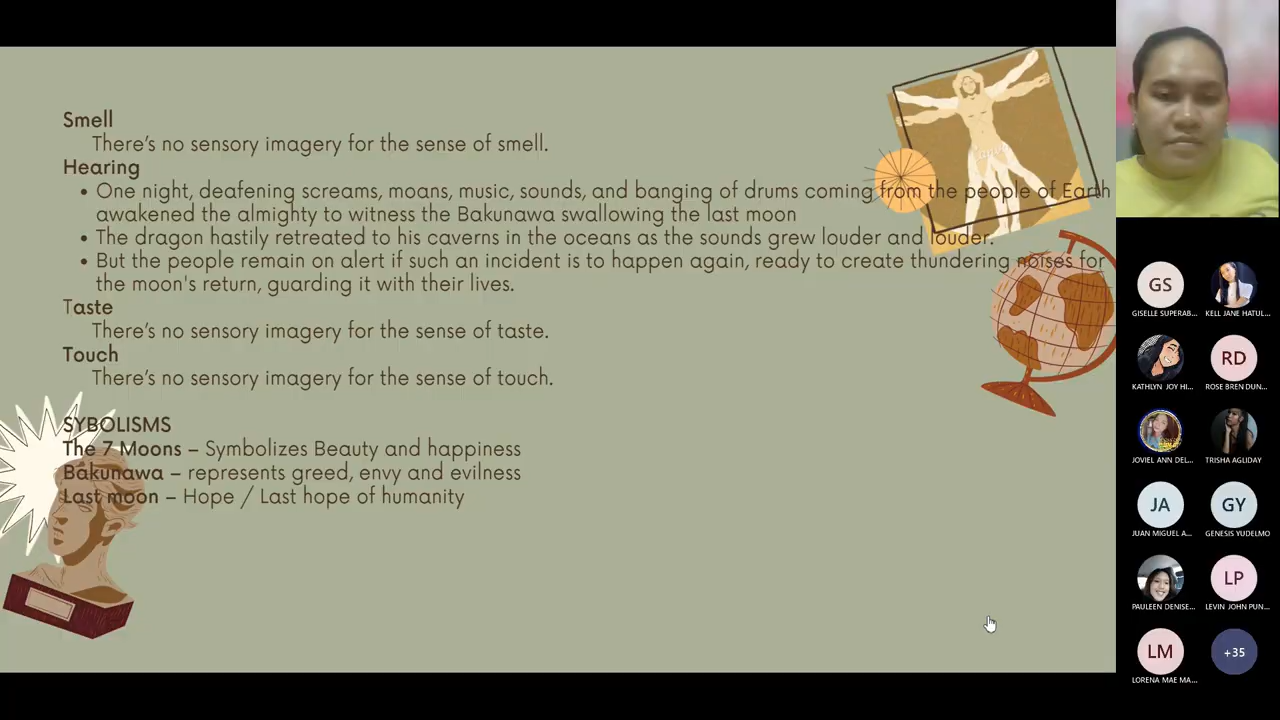 Smell
There's no sensory imagery for the sense of smell.
Hearing
• One night, deafening screams, moans, music, sounds, and banging of drums coming from the people of Earth
awakened the almighty to witness the Bakunawa swallowing the last moon
• The dragon hastily retreated to his caverns in the oceans as the sounds grew louder and louder.
• But the people remain on alert if such an incident is to happen again, ready to create thundering noises for
the moon's return, guarding it with their lives.
Taste
There's no sensory imagery for the sense of taste.
Touch
There's no sensory imagery for the sense of touch.
SYBOLISMS
The 7 Moons – Symbolizes Beauty and happiness
Bakunawa – represents greed, envy and evilness
Last moon – Hope / Last hope of humanity
GS
GISELLE SUPERAB...
KELL JANE HATUL...
KATHLYN JOY HI...
RD
ROSE BREN DUN...
JOVIEL ANN DEL...
TRISHA AGLIDAY
JA
JUAN MIGUEL A...
GY
GENESIS YUDELMO
PAULEEN DENISE...
LP
LEVIN JOHN PUN...
LM
LORENA MAE MA...
+35